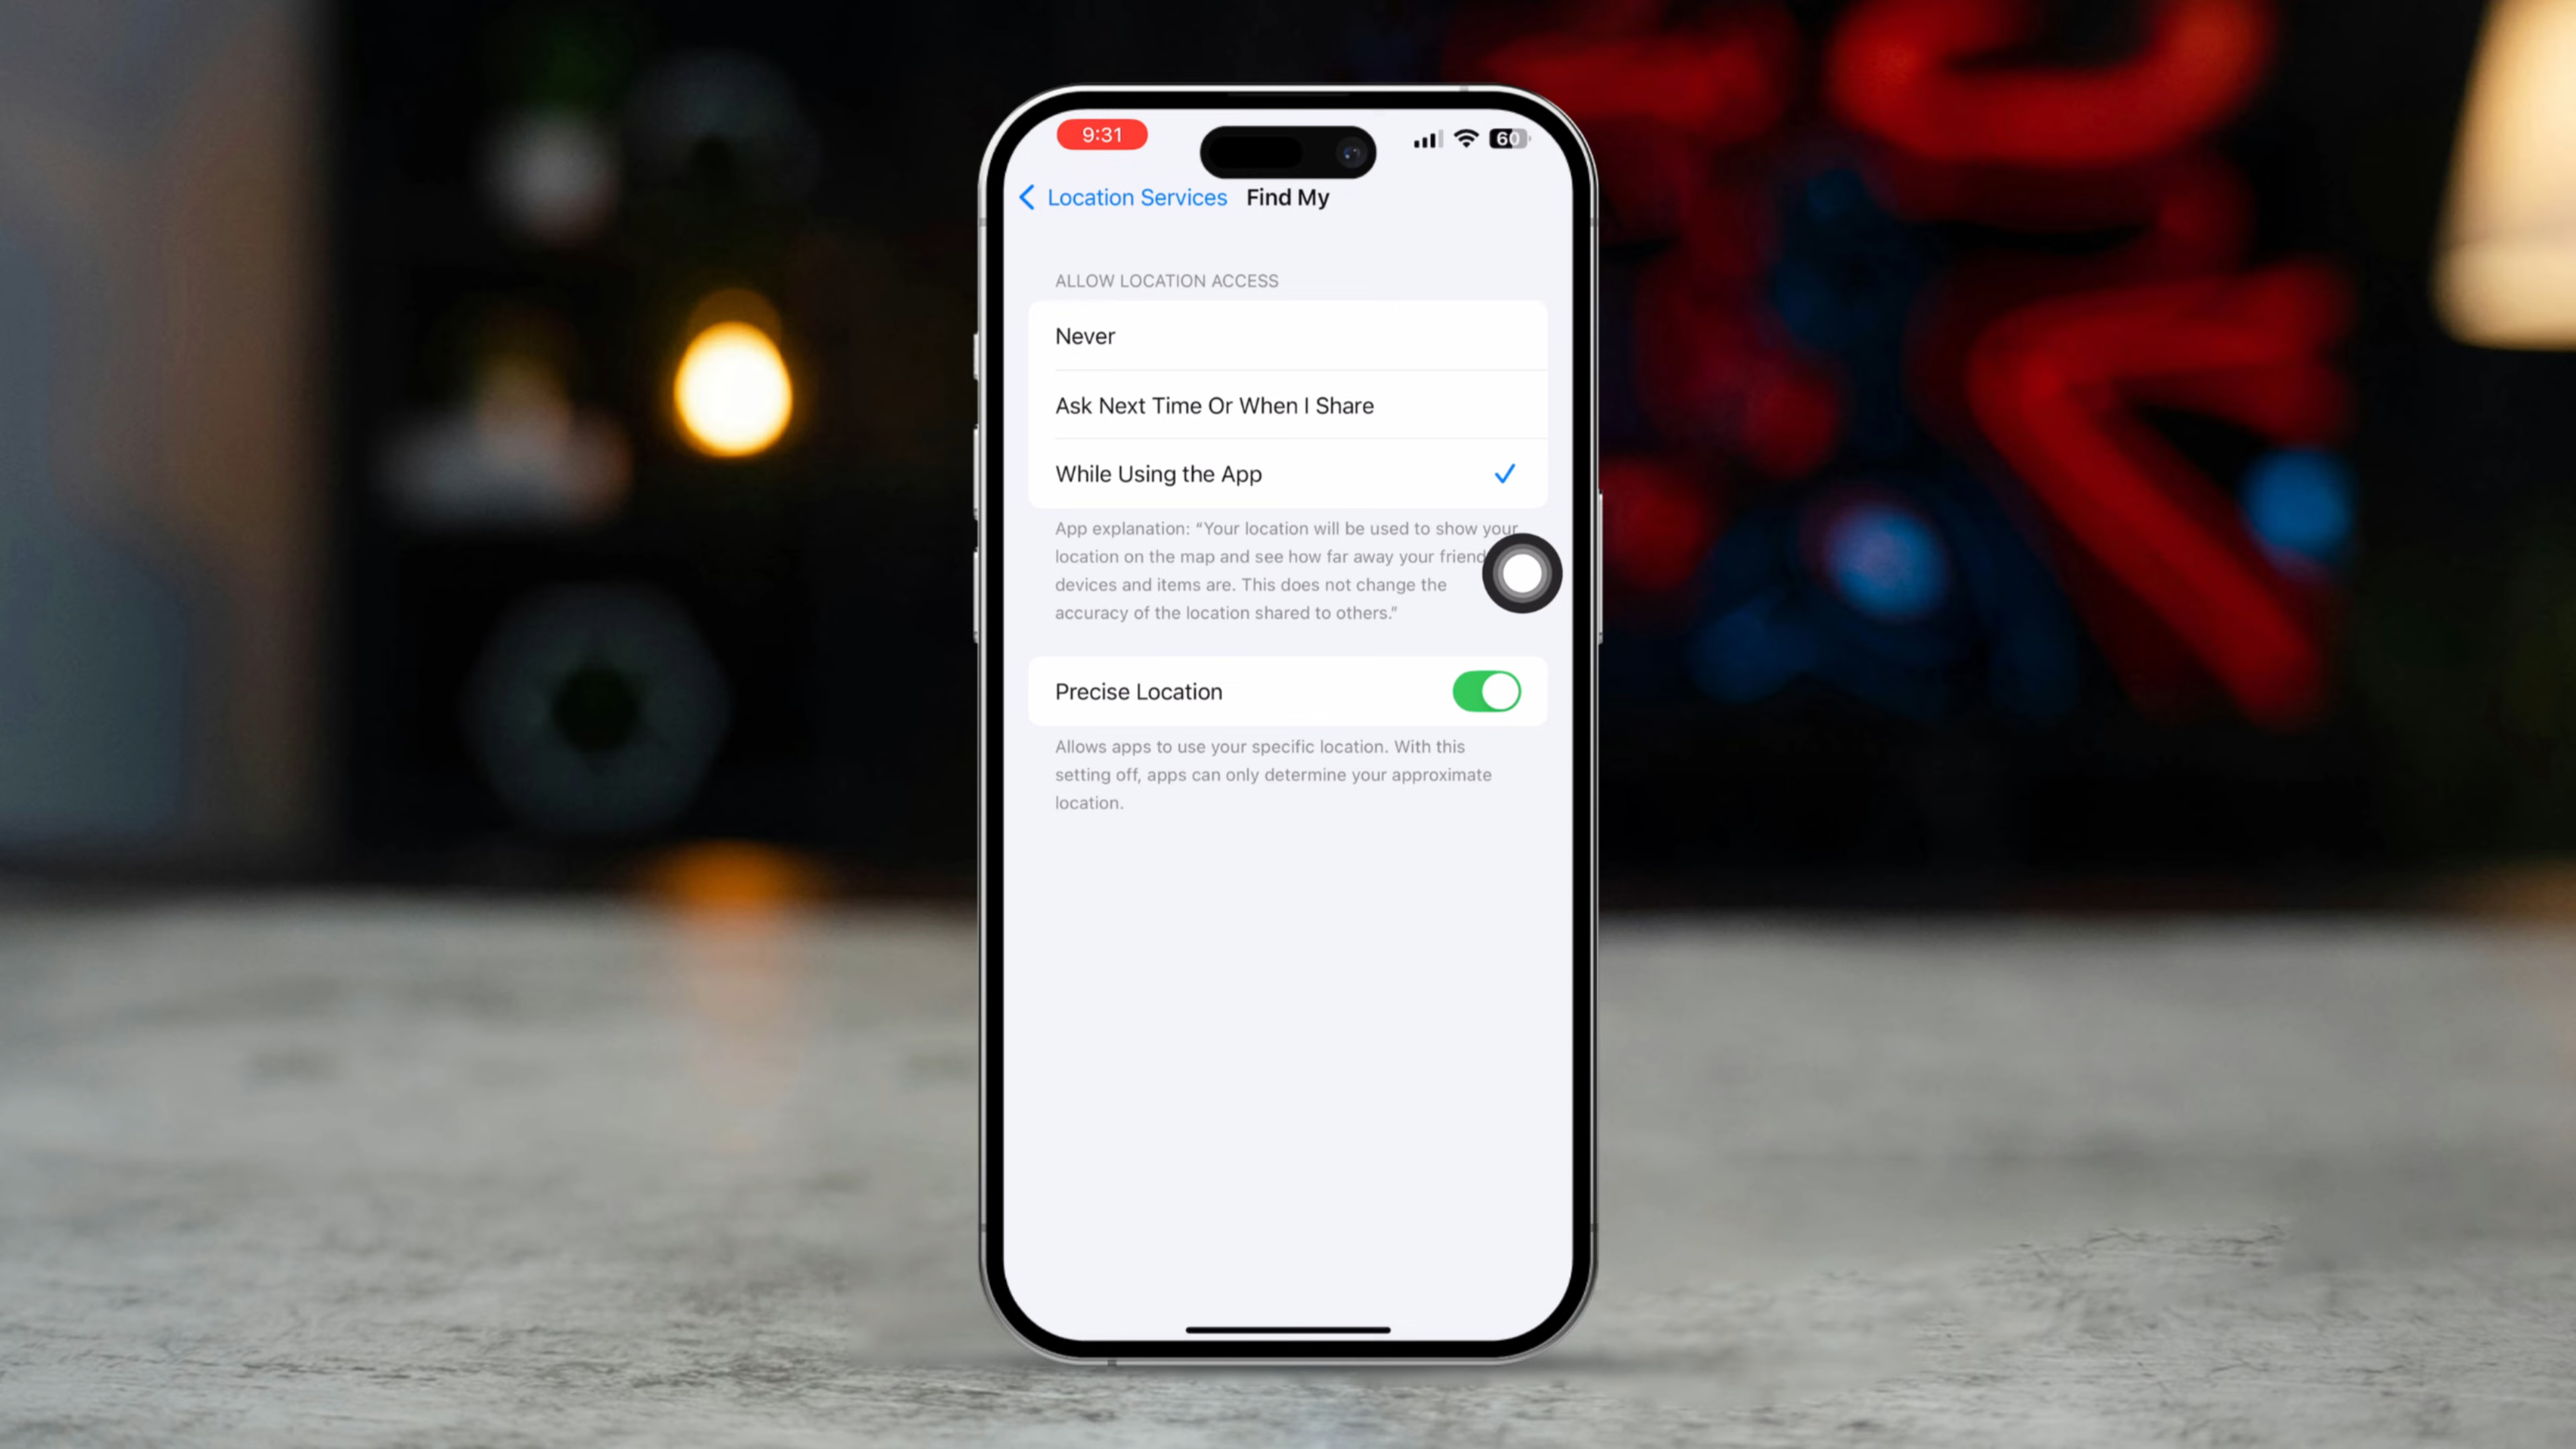 9:31
60
Location Services Find My
ALLOW LOCATION ACCESS
Never
Ask Next Time Or When I Share
While Using the App
App explanation: “Your location will be used to show your
location on the map and see how far away your friend
devices and items are. This does not change the
accuracy of the location shared to others.”
Precise Location
Allows apps to use your specific location. With this
setting off, apps can only determine your approximate
location.